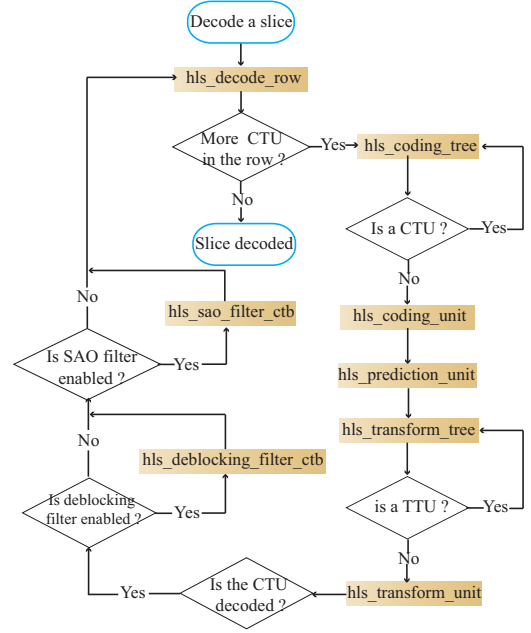 Decode a slice
hls_decode_row
More CTU
in the row ?
Yes
hls_coding_tree
No
Is a CTU ?
Yes
Slice decoded
No
No
hls_sao_filter_ctb
hls_coding_unit
Is SAO filter
enabled ?
Yes
hls_prediction_unit
No
hls_transform_tree
hls_deblocking_filter_ctb
Is deblocking
filter enabled ?
Yes
is a TTU ?
Yes
No
Is the CTU
decoded ?
Yes
hls_transform_unit